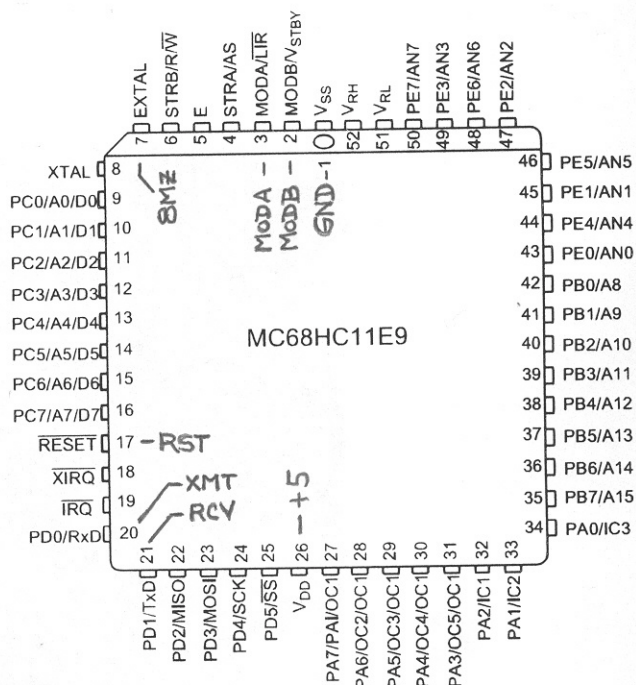 EXTAL
STRB/R/W
E
STRA/AS
MODA/LIR
MODB/VSTBY
VSS
VRH
VRL
PE7/AN7
PE3/AN3
PE6/AN6
PE2/AN2
7
6
5
4
3
2
52
51
50
49
48
47
XTAL 8
PC0/A0/D0 9
PC1/A1/D1 10
PC2/A2/D2 11
PC3/A3/D3 12
PC4/A4/D4 13
PC5/A5/D5 14
PC6/A6/D6 15
PC7/A7/D7 16
RESET 17 -RST
XIRQ 18
IRQ 19
PD0/RxD 20
8MZ
MODA -
MODB -
GND-1
MC68HC11E9
XMT
RCV
-+5
46 PE5/AN5
45 PE1/AN1
44 PE4/AN4
43 PE0/AN0
42 PB0/A8
41 PB1/A9
40 PB2/A10
39 PB3/A11
38 PB4/A12
37 PB5/A13
36 PB6/A14
35 PB7/A15
34 PA0/IC3
21
22
23
24
25
26
27
28
29
30
31
32
33
PD1/TxD
PD2/MISO
PD3/MOSI
PD4/SCK
PD5/SS
VDD
PA7/PAI/OC1
PA6/OC2/OC1
PA5/OC3/OC1
PA4/OC4/OC1
PA3/OC5/OC1
PA2/IC1
PA1/IC2